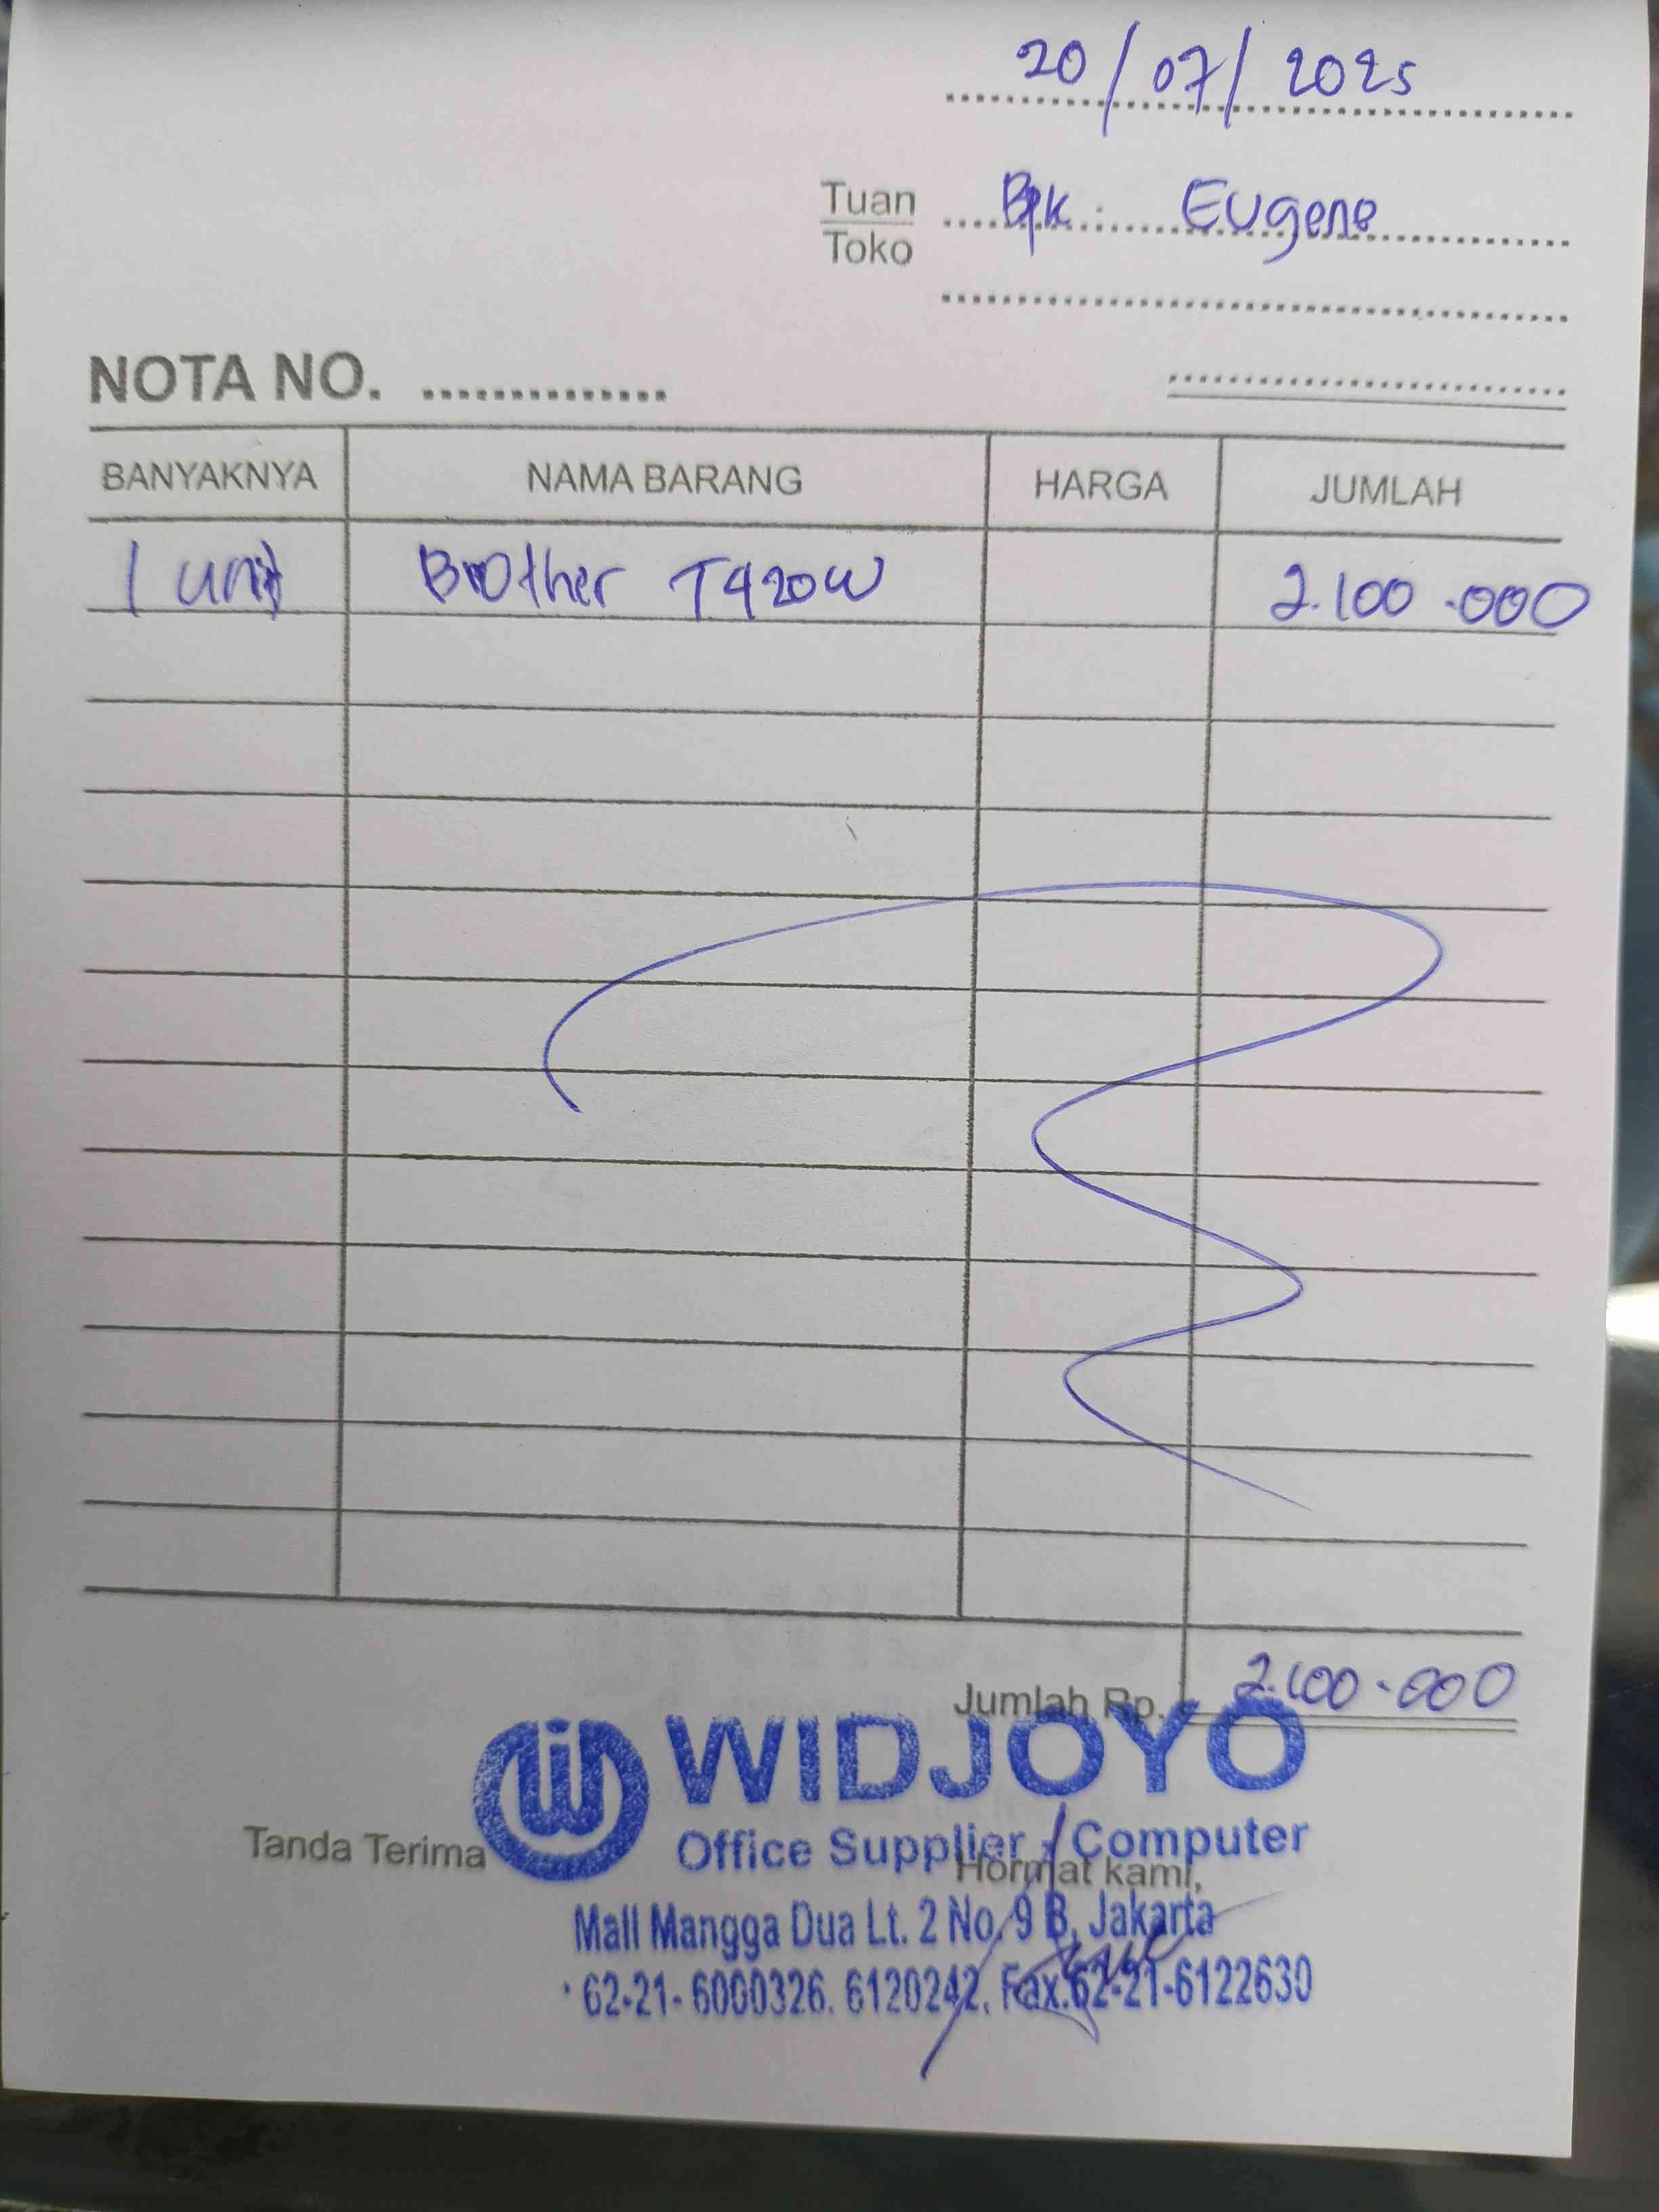 20/07/2025
Tuan Bpk. Eugene
Toko
NOTA NO.
BANYAKNYA NAMA BARANG HARGA JUMLAH
1 unit Brother T420W 2.100.000
Jumlah Rp. 2.100.000
WIDJOYO
Office Supplier - Computer
Tanda Terima Hormat kami,
Mall Mangga Dua Lt. 2 No. 9 B, Jakarta
62-21- 6000326. 6120242. Fax.62-21-6122630